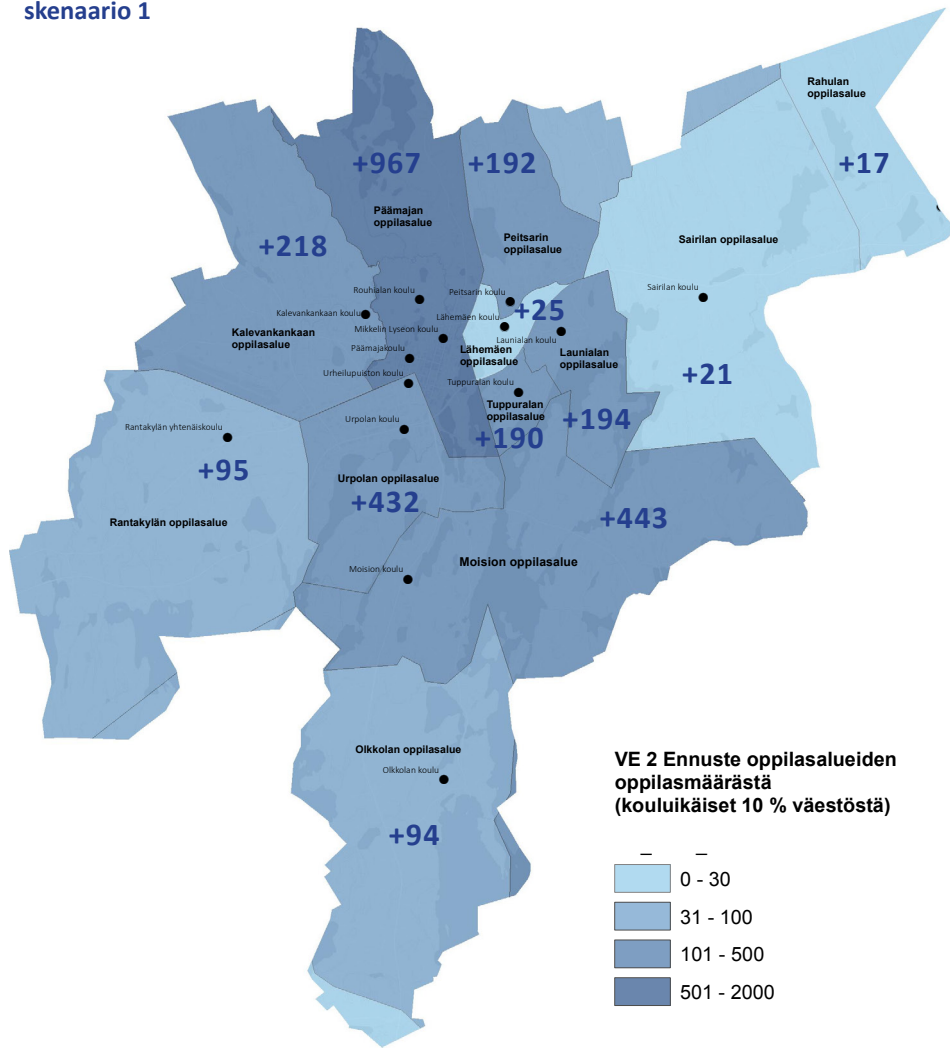 skenaario 1
Rahulan
oppilasalue
+17
+967
+192
Päämajan
oppilasalue
Peitsarin
oppilasalue
Sairilan oppilasalue
+218
Sairilan koulu
Rouhialan koulu
Peitsarin koulu
Kalevankankaan koulu
+25
Kalevankankaan
oppilasalue
Mikkelin Lyseon koulu
Lähemäen koulu
Launialan koulu
Päämajakoulu
Lähemäen
oppilasalue
Launialan
oppilasalue
Urheilupuiston koulu
Tuppuralan koulu
+21
Tuppuralan
oppilasalue
Rantakylän yhtenäiskoulu
Urpolan koulu
+190
+194
+95
Urpolan oppilasalue
+432
+443
Rantakylän oppilasalue
Moision koulu
Moision oppilasalue
Olkkolan oppilasalue
Olkkolan koulu
+94
VE 2 Ennuste oppilasalueiden
oppilasmäärästä
(kouluikäiset 10 % väestöstä)
0 - 30
31 - 100
101 - 500
501 - 2000